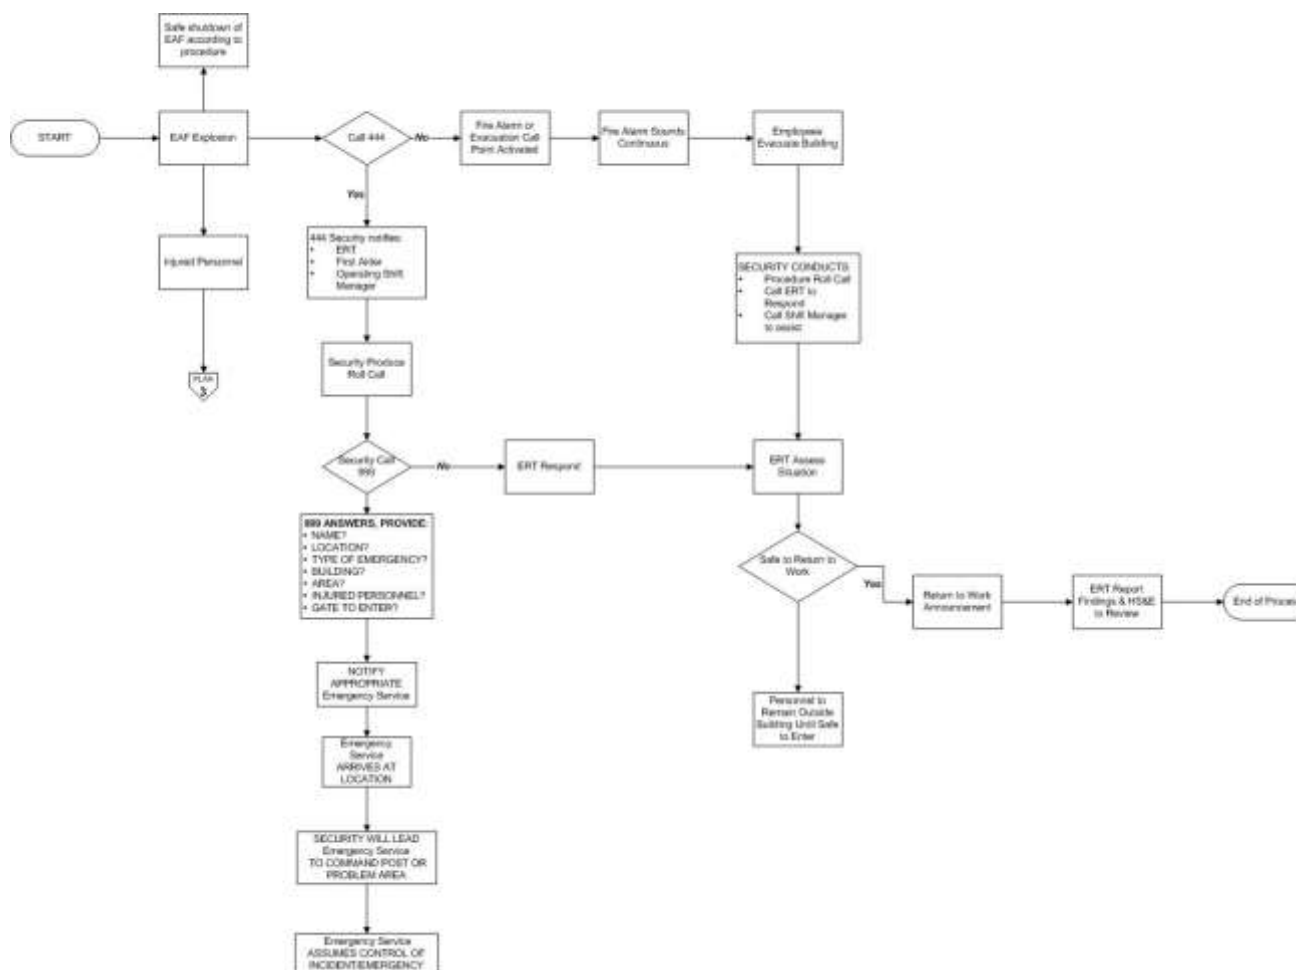 Safe shutdown of
EAF according to
procedure
START
EAF Explosion
Call 444
No
Fire Alarm or
Evacuation Call
Point Activated
Fire Alarm Sounds
Continuous
Employees
Evacuate Building
Yes
444 Security notifies:
• ERT
• First Aider
• Operating Shift
Manager
Injured Personnel
SECURITY CONDUCTS
• Procedure Roll Call
• Call ERT to
Respond
• Call Shift Manager
to assist
Security Produce
Roll Call
PLAN
3
Security Call
999
No
ERT Respond
ERT Assess
Situation
999 ANSWERS, PROVIDE:
• NAME?
• LOCATION?
• TYPE OF EMERGENCY?
• BUILDING?
• AREA?
• INJURED PERSONNEL?
• GATE TO ENTER?
Safe to Return to
Work
Yes
Return to Work
Announcement
ERT Report
Findings & HS&E
to Review
End of Proces
NOTIFY
APPROPRIATE
Emergency Service
Personnel to
Remain Outside
Building Until Safe
to Enter
Emergency
Service
ARRIVES AT
LOCATION
SECURITY WILL LEAD
Emergency Service
TO COMMAND POST OR
PROBLEM AREA
Emergency Service
ASSUMES CONTROL OF
INCIDENT/EMERGENCY